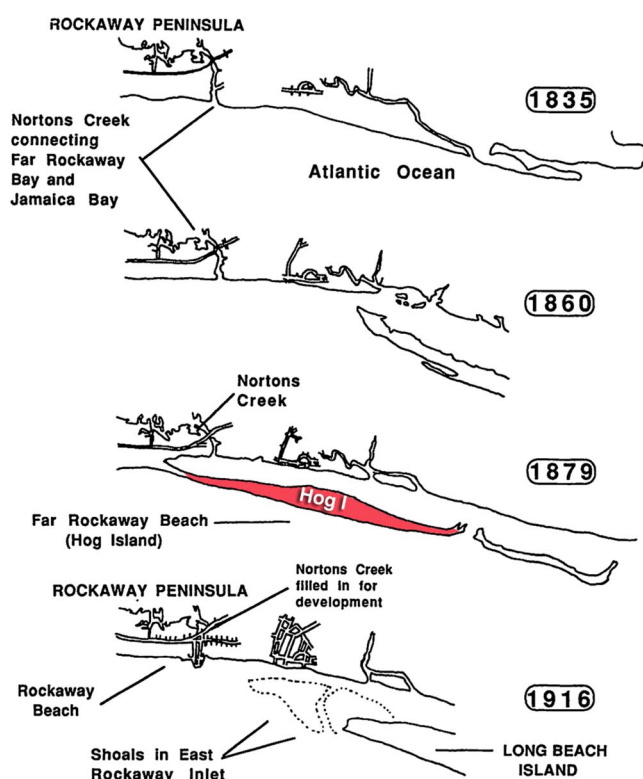 ROCKAWAY PENINSULA
1835
Nortons Creek
connecting
Far Rockaway
Bay and
Jamaica Bay
Atlantic Ocean
1860
Nortons
Creek
1879
Hog I
Far Rockaway Beach
(Hog Island)
Nortons Creek
filled in for
development
ROCKAWAY PENINSULA
Rockaway
Beach
1916
Shoals in East
Rockaway Inlet
LONG BEACH
ISLAND